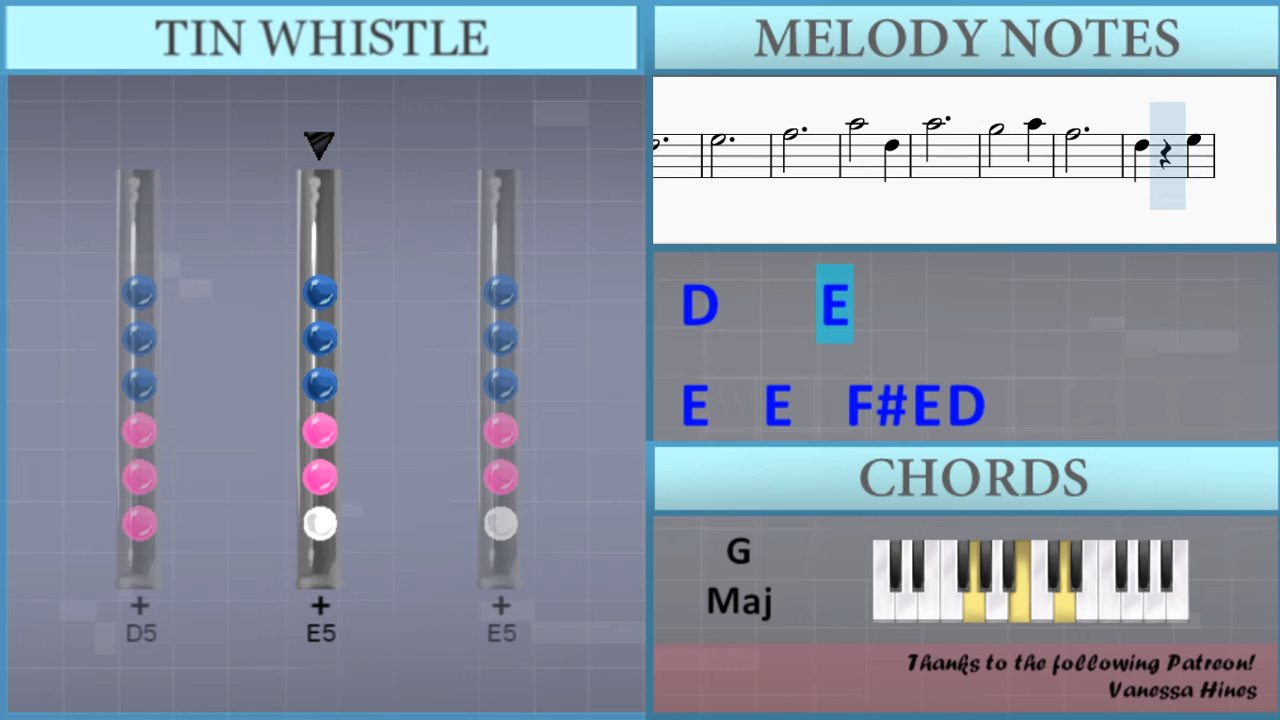 TIN WHISTLE
+ + +
D5 E5 E5
MELODY NOTES
D E
E E F#ED
CHORDS
G
Maj
Thanks to the following Patreon!
Vanessa Hines